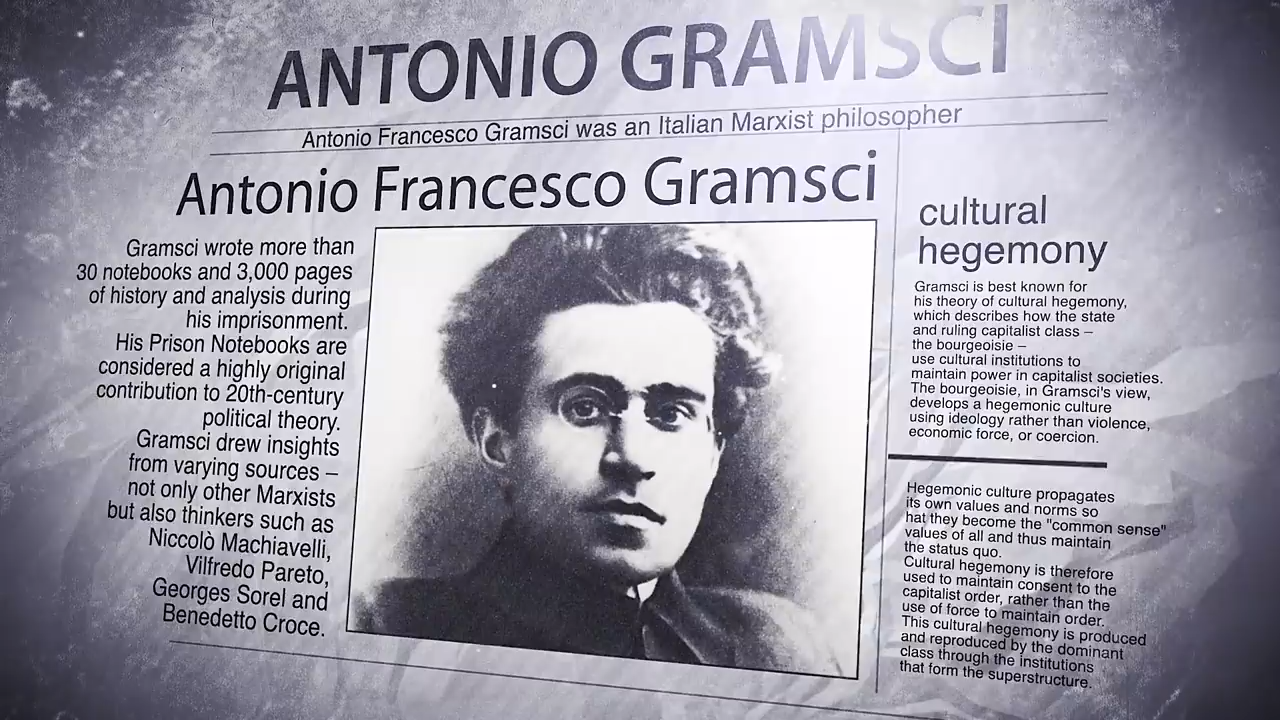 ANTONIO GRAMSCI
Antonio Francesco Gramsci was an Italian Marxist philosopher
Antonio Francesco Gramsci
Gramsci wrote more than
30 notebooks and 3,000 pages
of history and analysis during
his imprisonment.
His Prison Notebooks are
considered a highly original
contribution to 20th-century
political theory.
Gramsci drew insights
from varying sources –
not only other Marxists
but also thinkers such as
Niccolò Machiavelli,
Vilfredo Pareto,
Georges Sorel and
Benedetto Croce.
cultural
hegemony
Gramsci is best known for
his theory of cultural hegemony,
which describes how the state
and ruling capitalist class –
the bourgeoisie –
use cultural institutions to
maintain power in capitalist societies.
The bourgeoisie, in Gramsci's view,
develops a hegemonic culture
using ideology rather than violence,
economic force, or coercion.
Hegemonic culture propagates
its own values and norms so
hat they become the "common sense"
values of all and thus maintain
the status quo.
Cultural hegemony is therefore
used to maintain consent to the
capitalist order, rather than the
use of force to maintain order.
This cultural hegemony is produced
and reproduced by the dominant
class through the institutions
that form the superstructure.